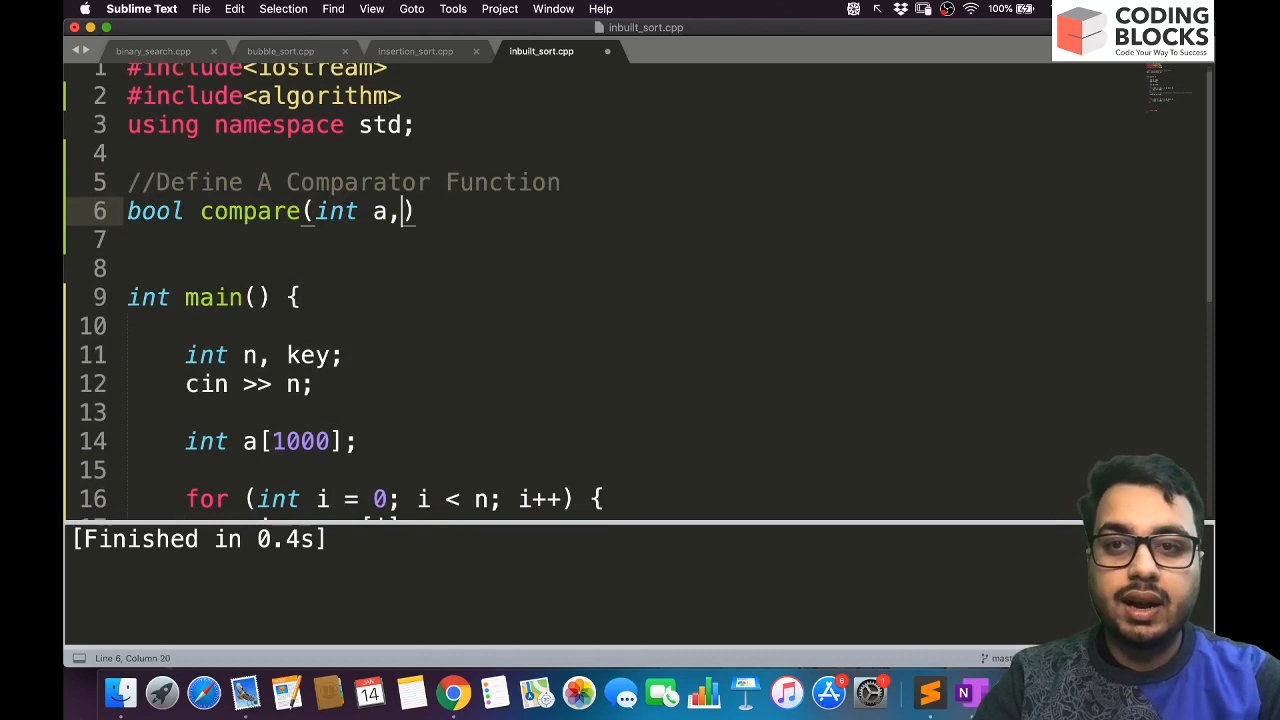 Sublime Text File Edit Selection Find View Goto Tools Project Window Help 100%
inbuilt_sort.cpp
CODING
BLOCKS
Code Your Way To Success
binary_search.cpp × bubble_sort.cpp × insertion_sort.cpp × inbuilt_sort.cpp
1 #include<iostream>
2 #include<algorithm>
3 using namespace std;
4
5 //Define A Comparator Function
6 bool compare(int a,)
7
8
9 int main() {
10
11 int n, key;
12 cin >> n;
13
14 int a[1000];
15
16 for (int i = 0; i < n; i++) {
[Finished in 0.4s]
Line 6, Column 20
JUL
14
6
1